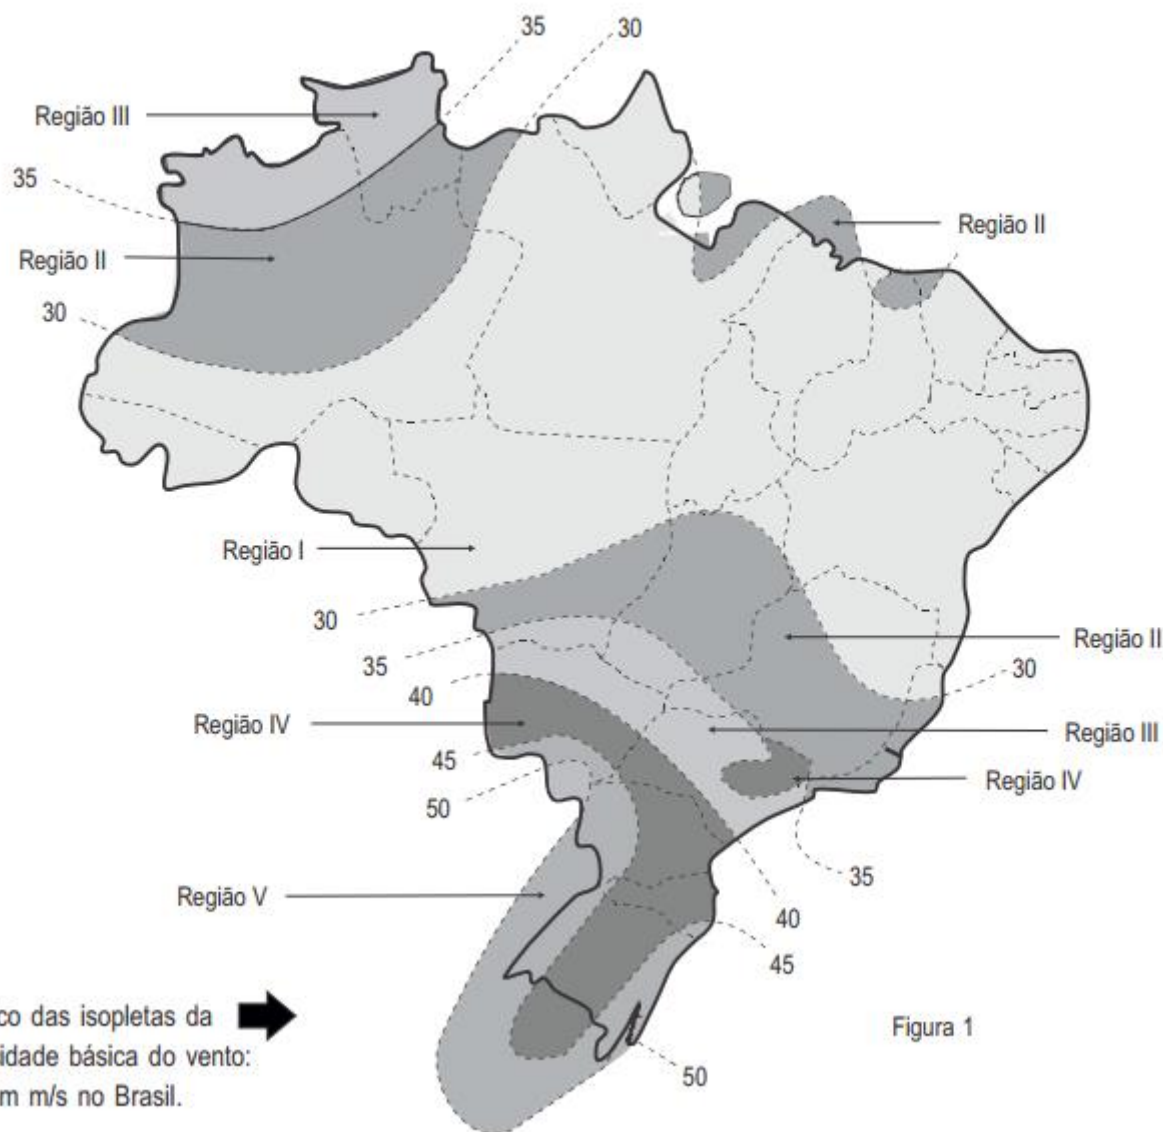 35
30
Região III
35
Região II
Região II
30
Região I
30
35
Região II
30
40
Região IV
Região III
45
Região IV
50
35
Região V
40
45
co das isopletas da
idade básica do vento:
m m/s no Brasil.
Figura 1
50